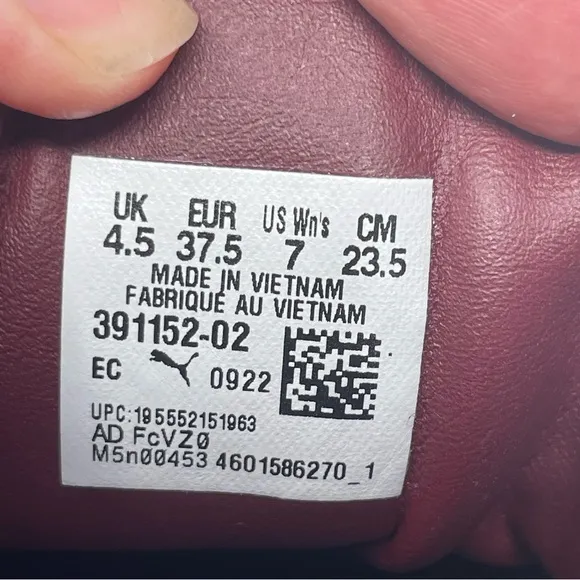 UK EUR US Wn's CM
4.5 37.5 7 23.5
MADE IN VIETNAM
FABRIQUÉ AU VIETNAM
391152-02
EC 0922
UPC:195552151963
AD FcVZ0
M5n00453 4601586270_1